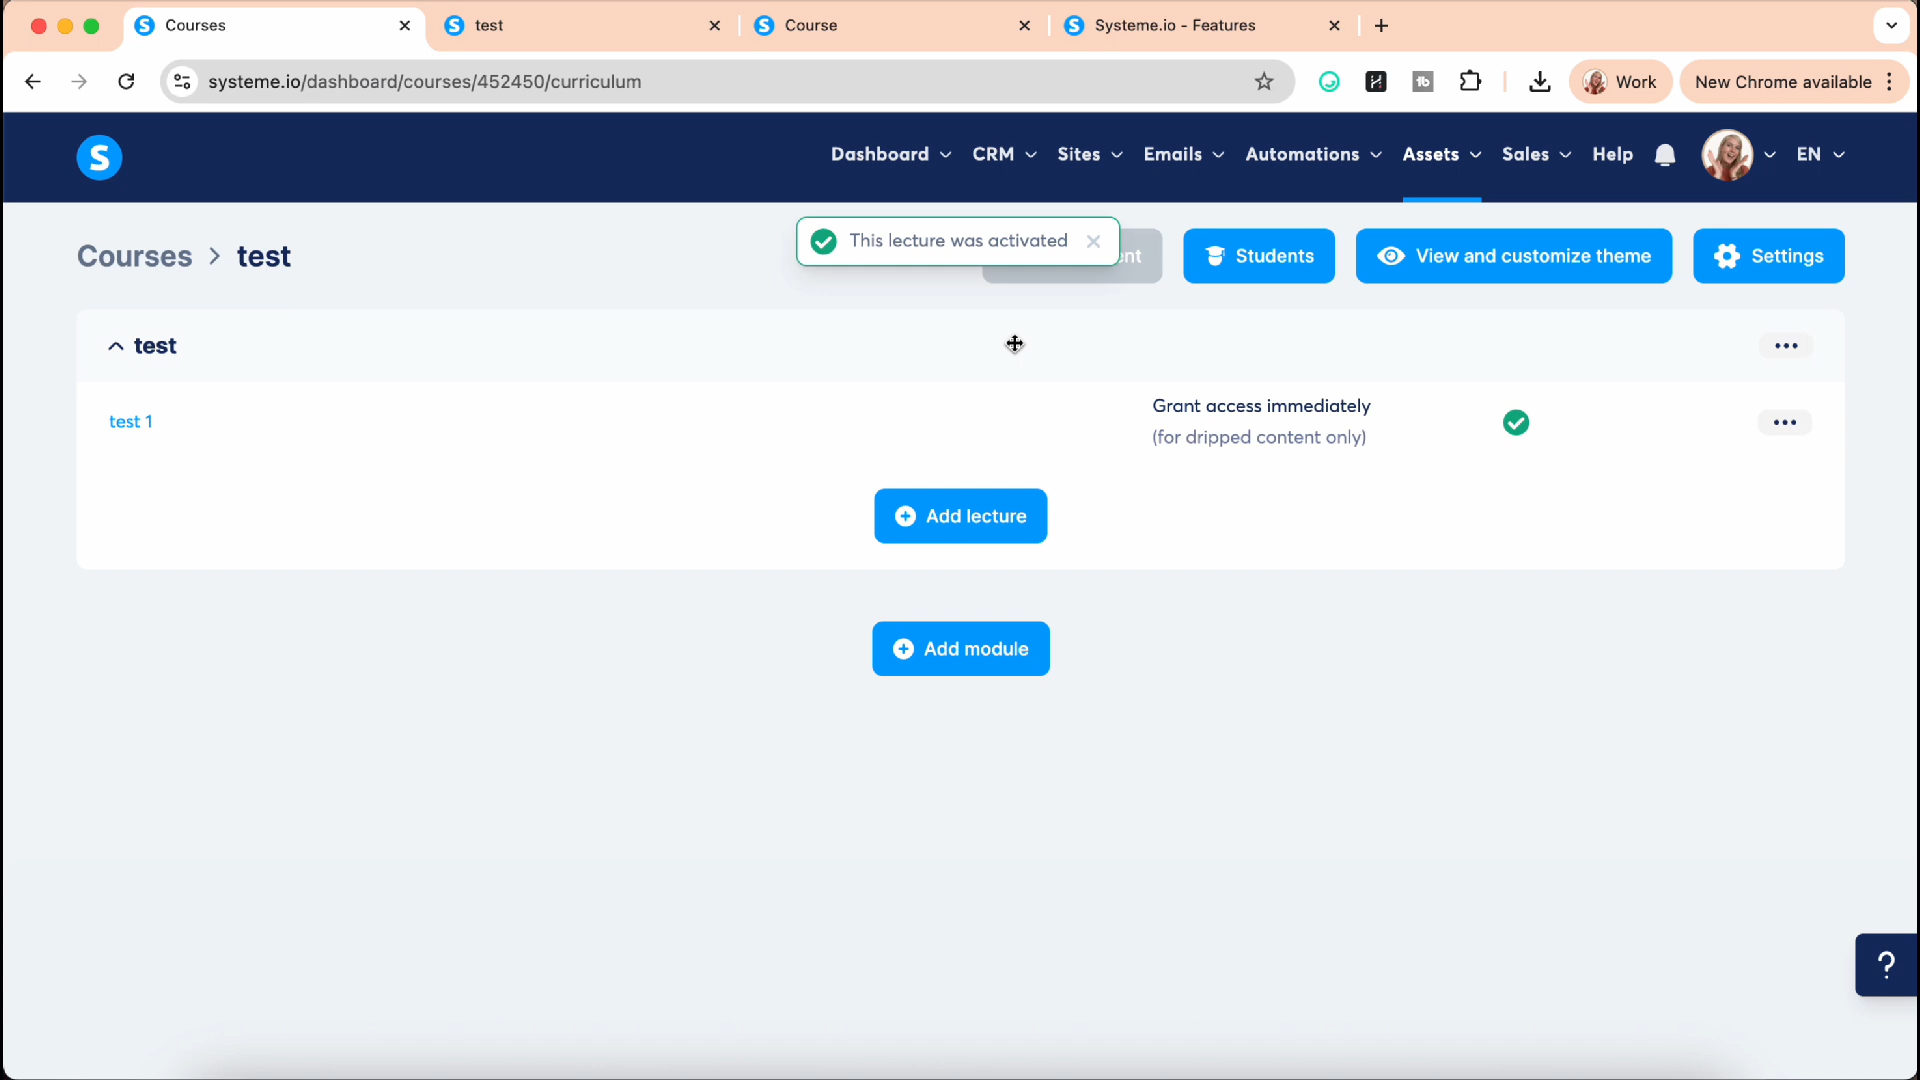 Courses
test
Course
Systeme.io - Features
systeme.io/dashboard/courses/452450/curriculum
Work
New Chrome available
S
Dashboard
CRM
Sites
Emails
Automations
Assets
Sales
Help
EN
Courses > test
This lecture was activated
Students
View and customize theme
Settings
test
test 1
Grant access immediately
(for dripped content only)
Add lecture
Add module
?